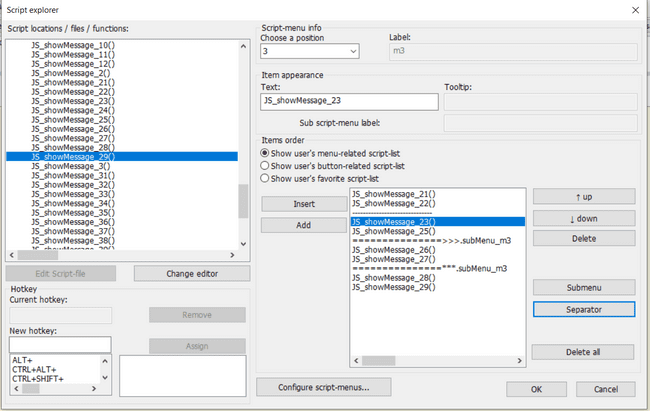 Script explorer
Script locations / files / functions:
JS_showMessage_10()
JS_showMessage_11()
JS_showMessage_12()
JS_showMessage_2()
JS_showMessage_21()
JS_showMessage_22()
JS_showMessage_23()
JS_showMessage_24()
JS_showMessage_25()
JS_showMessage_26()
JS_showMessage_27()
JS_showMessage_28()
JS_showMessage_29()
JS_showMessage_3()
JS_showMessage_31()
JS_showMessage_32()
JS_showMessage_33()
JS_showMessage_34()
JS_showMessage_35()
JS_showMessage_36()
JS_showMessage_37()
JS_showMessage_38()
Edit Script-file
Change editor
Hotkey
Current hotkey:
Remove
New hotkey:
Assign
ALT+
CTRL+ALT+
CTRL+SHIFT+
Script-menu info
Choose a position
Label:
3
m3
Item appearance
Text:
Tooltip:
JS_showMessage_23
Sub script-menu label:
Items order
Show user's menu-related script-list
Show user's button-related script-list
Show user's favorite script-list
Insert
Add
JS_showMessage_21()
JS_showMessage_22()
------------------------------
JS_showMessage_23()
JS_showMessage_25()
================>>>.subMenu_m3
JS_showMessage_26()
JS_showMessage_27()
================***.subMenu_m3
JS_showMessage_28()
JS_showMessage_29()
↑ up
↓ down
Delete
Submenu
Separator
Delete all
Configure script-menus...
OK
Cancel